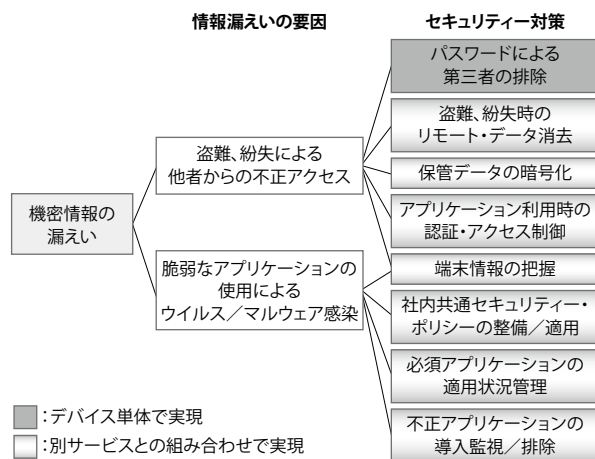 情報漏えいの要因
セキュリティー対策
機密情報の
漏えい
盗難、紛失による
他者からの不正アクセス
脆弱なアプリケーションの
使用による
ウイルス／マルウェア感染
パスワードによる
第三者の排除
盗難、紛失時の
リモート・データ消去
保管データの暗号化
アプリケーション利用時の
認証・アクセス制御
端末情報の把握
社内共通セキュリティー・
ポリシーの整備／適用
必須アプリケーションの
適用状況管理
不正アプリケーションの
導入監視／排除
：デバイス単体で実現
：別サービスとの組み合わせで実現